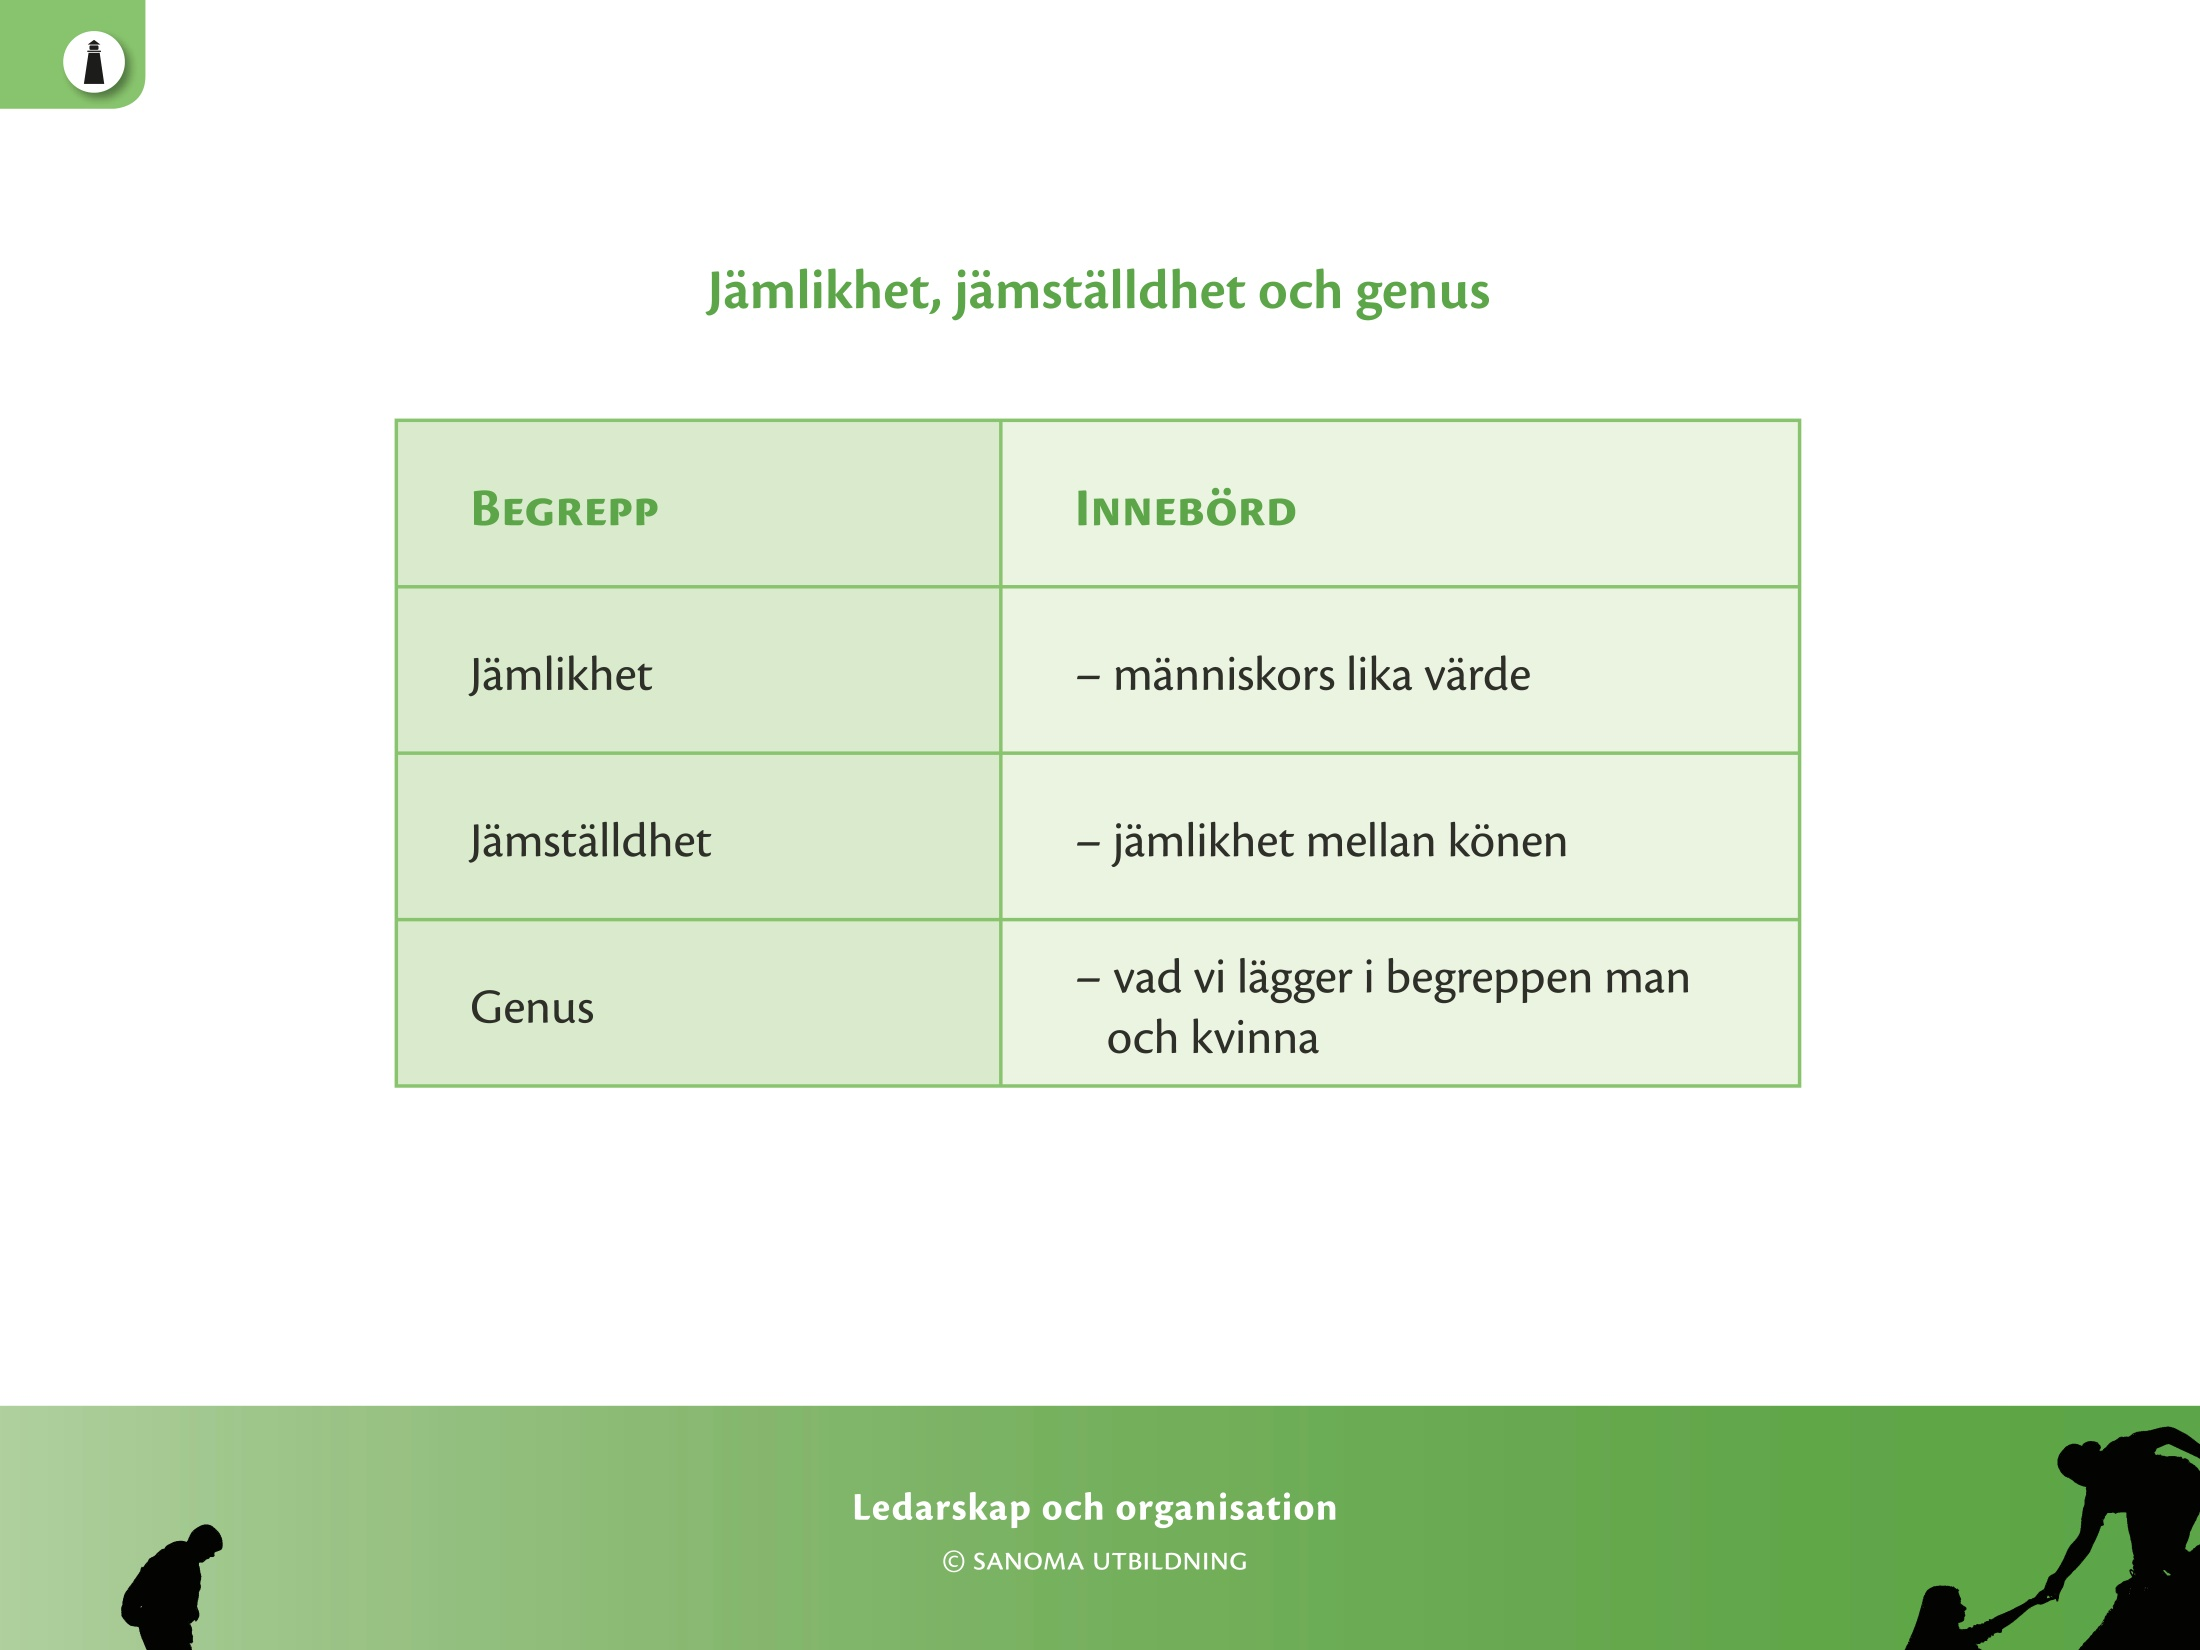 Jämlikhet, jämställdhet och genus
BEGREPP
INNEBÖRD
Jämlikhet
– människors lika värde
Jämställdhet
– jämlikhet mellan könen
Genus
– vad vi lägger i begreppen man
och kvinna
Ledarskap och organisation
© SANOMA UTBILDNING